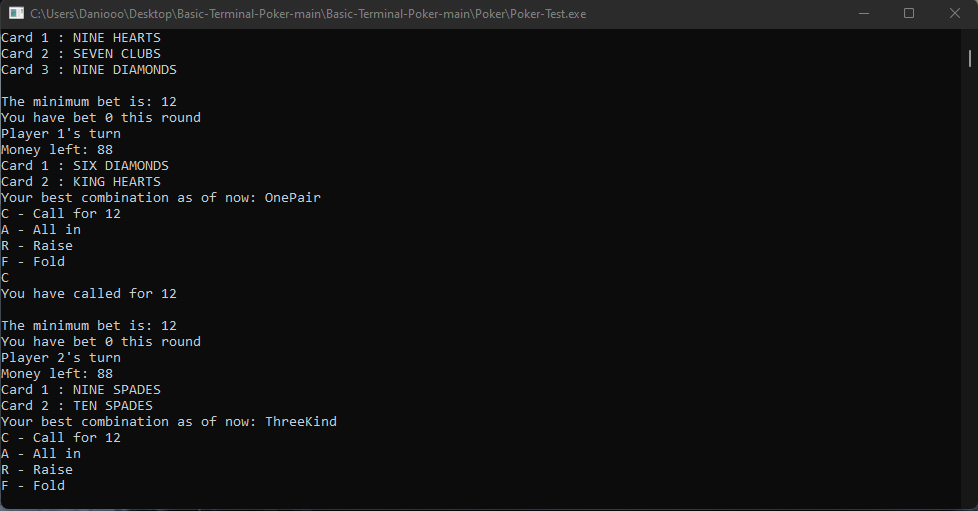 C:\Users\Daniooo\Desktop\Basic-Terminal-Poker-main\Basic-Terminal-Poker-main\Poker\Poker-Test.exe
Card 1 : NINE HEARTS
Card 2 : SEVEN CLUBS
Card 3 : NINE DIAMONDS

The minimum bet is: 12
You have bet 0 this round
Player 1's turn
Money left: 88
Card 1 : SIX DIAMONDS
Card 2 : KING HEARTS
Your best combination as of now: OnePair
C - Call for 12
A - All in
R - Raise
F - Fold
C
You have called for 12

The minimum bet is: 12
You have bet 0 this round
Player 2's turn
Money left: 88
Card 1 : NINE SPADES
Card 2 : TEN SPADES
Your best combination as of now: ThreeKind
C - Call for 12
A - All in
R - Raise
F - Fold